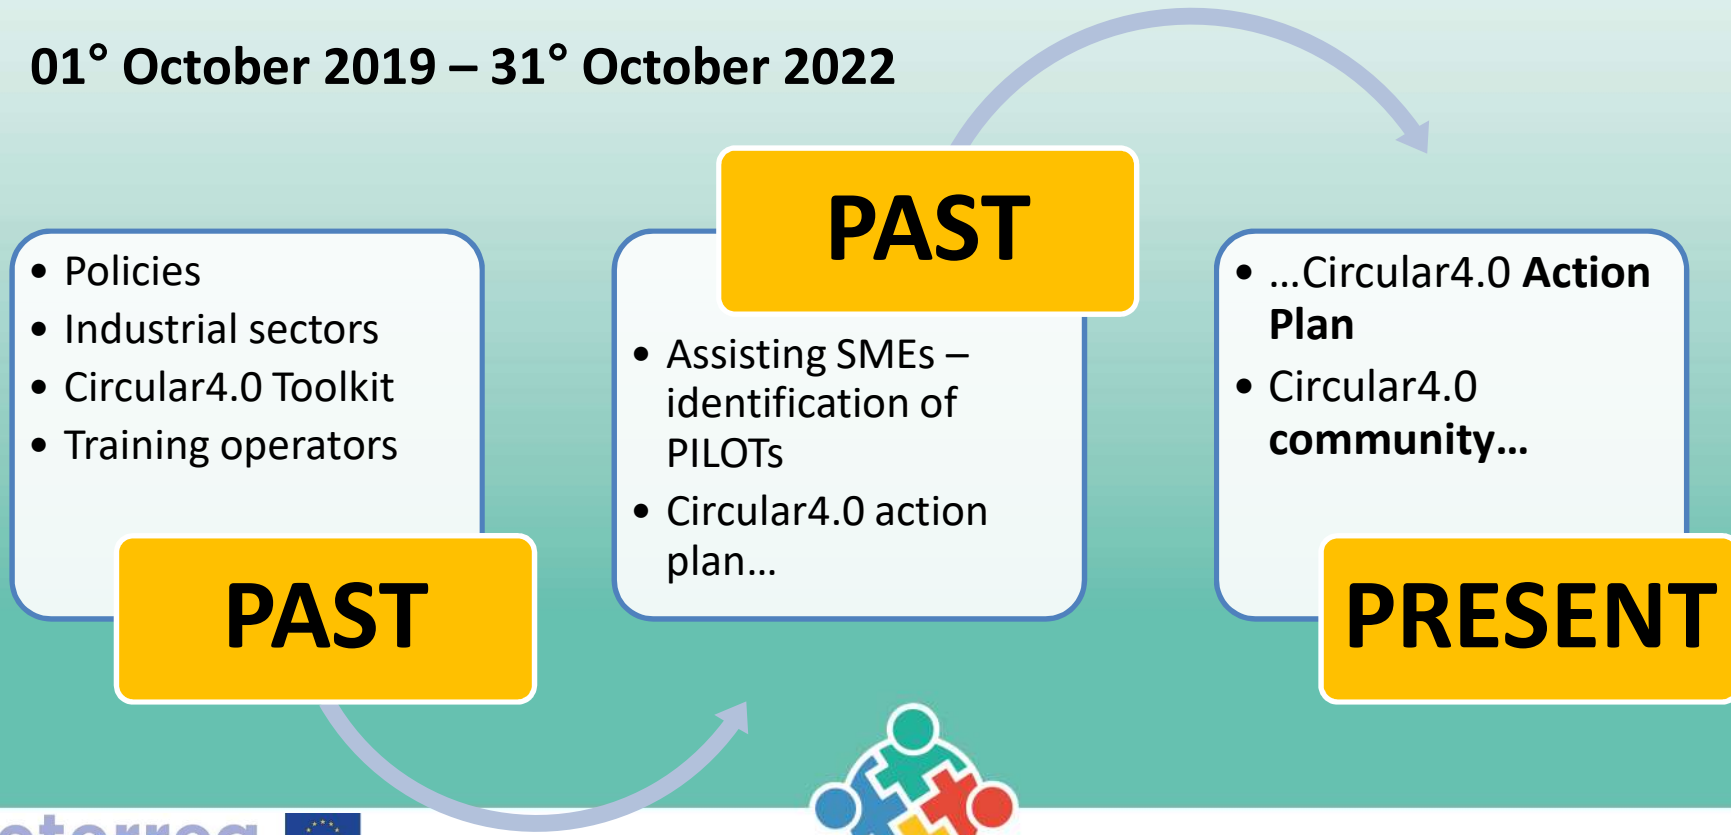 01° October 2019 – 31° October 2022
• Policies
• Industrial sectors
• Circular4.0 Toolkit
• Training operators
PAST
PAST
• Assisting SMEs –
identification of
PILOTs
• Circular4.0 action
plan...
• ...Circular4.0 Action
Plan
• Circular4.0
community...
PRESENT